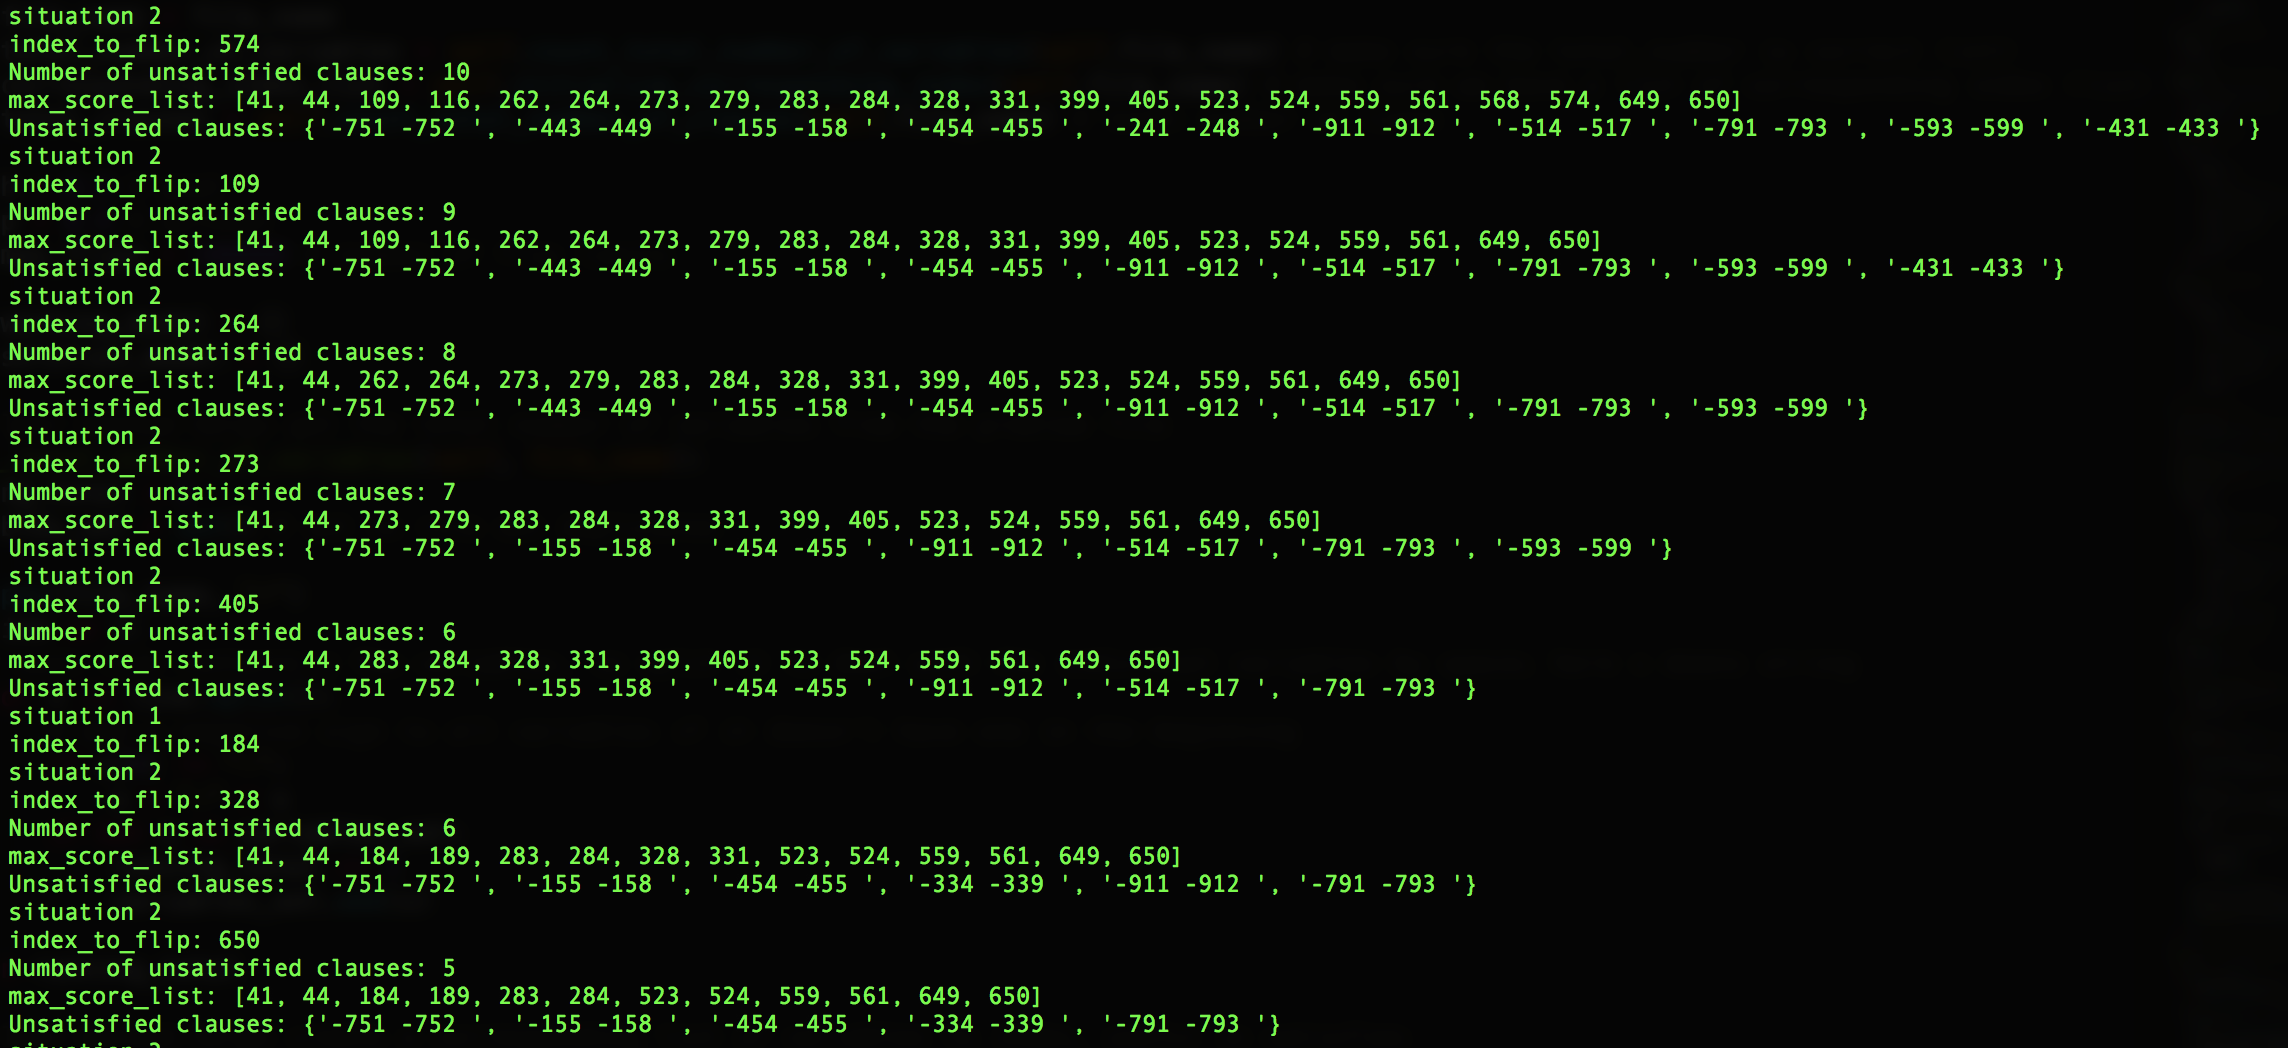 situation 2
index_to_flip: 574
Number of unsatisfied clauses: 10
max_score_list: [41, 44, 109, 116, 262, 264, 273, 279, 283, 284, 328, 331, 399, 405, 523, 524, 559, 561, 568, 574, 649, 650]
Unsatisfied clauses: {'-751 -752 ', '-443 -449 ', '-155 -158 ', '-454 -455 ', '-241 -248 ', '-911 -912 ', '-514 -517 ', '-791 -793 ', '-593 -599 ', '-431 -433 '}
situation 2
index_to_flip: 109
Number of unsatisfied clauses: 9
max_score_list: [41, 44, 109, 116, 262, 264, 273, 279, 283, 284, 328, 331, 399, 405, 523, 524, 559, 561, 649, 650]
Unsatisfied clauses: {'-751 -752 ', '-443 -449 ', '-155 -158 ', '-454 -455 ', '-911 -912 ', '-514 -517 ', '-791 -793 ', '-593 -599 ', '-431 -433 '}
situation 2
index_to_flip: 264
Number of unsatisfied clauses: 8
max_score_list: [41, 44, 262, 264, 273, 279, 283, 284, 328, 331, 399, 405, 523, 524, 559, 561, 649, 650]
Unsatisfied clauses: {'-751 -752 ', '-443 -449 ', '-155 -158 ', '-454 -455 ', '-911 -912 ', '-514 -517 ', '-791 -793 ', '-593 -599 '}
situation 2
index_to_flip: 273
Number of unsatisfied clauses: 7
max_score_list: [41, 44, 273, 279, 283, 284, 328, 331, 399, 405, 523, 524, 559, 561, 649, 650]
Unsatisfied clauses: {'-751 -752 ', '-155 -158 ', '-454 -455 ', '-911 -912 ', '-514 -517 ', '-791 -793 ', '-593 -599 '}
situation 2
index_to_flip: 405
Number of unsatisfied clauses: 6
max_score_list: [41, 44, 283, 284, 328, 331, 399, 405, 523, 524, 559, 561, 649, 650]
Unsatisfied clauses: {'-751 -752 ', '-155 -158 ', '-454 -455 ', '-911 -912 ', '-514 -517 ', '-791 -793 '}
situation 1
index_to_flip: 184
situation 2
index_to_flip: 328
Number of unsatisfied clauses: 6
max_score_list: [41, 44, 184, 189, 283, 284, 328, 331, 523, 524, 559, 561, 649, 650]
Unsatisfied clauses: {'-751 -752 ', '-155 -158 ', '-454 -455 ', '-334 -339 ', '-911 -912 ', '-791 -793 '}
situation 2
index_to_flip: 650
Number of unsatisfied clauses: 5
max_score_list: [41, 44, 184, 189, 283, 284, 523, 524, 559, 561, 649, 650]
Unsatisfied clauses: {'-751 -752 ', '-155 -158 ', '-454 -455 ', '-334 -339 ', '-791 -793 '}